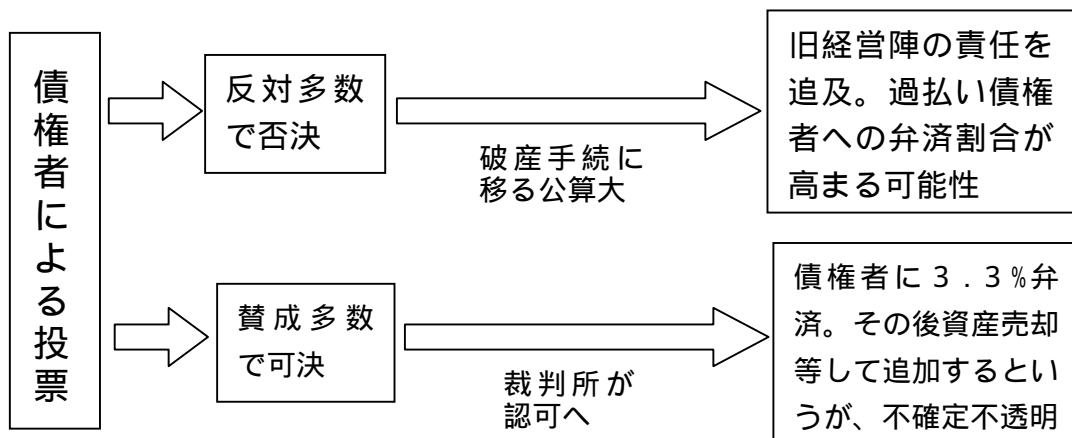 債権者による投票
反対多数
で否決
破産手続に
移る公算大
旧経営陣の責任を
追及。過払い債権
者への弁済割合が
高まる可能性
賛成多数
で可決
裁判所が
認可へ
債権者に３．３%弁
済。その後資産売却
等して追加するとい
うが、不確定不透明